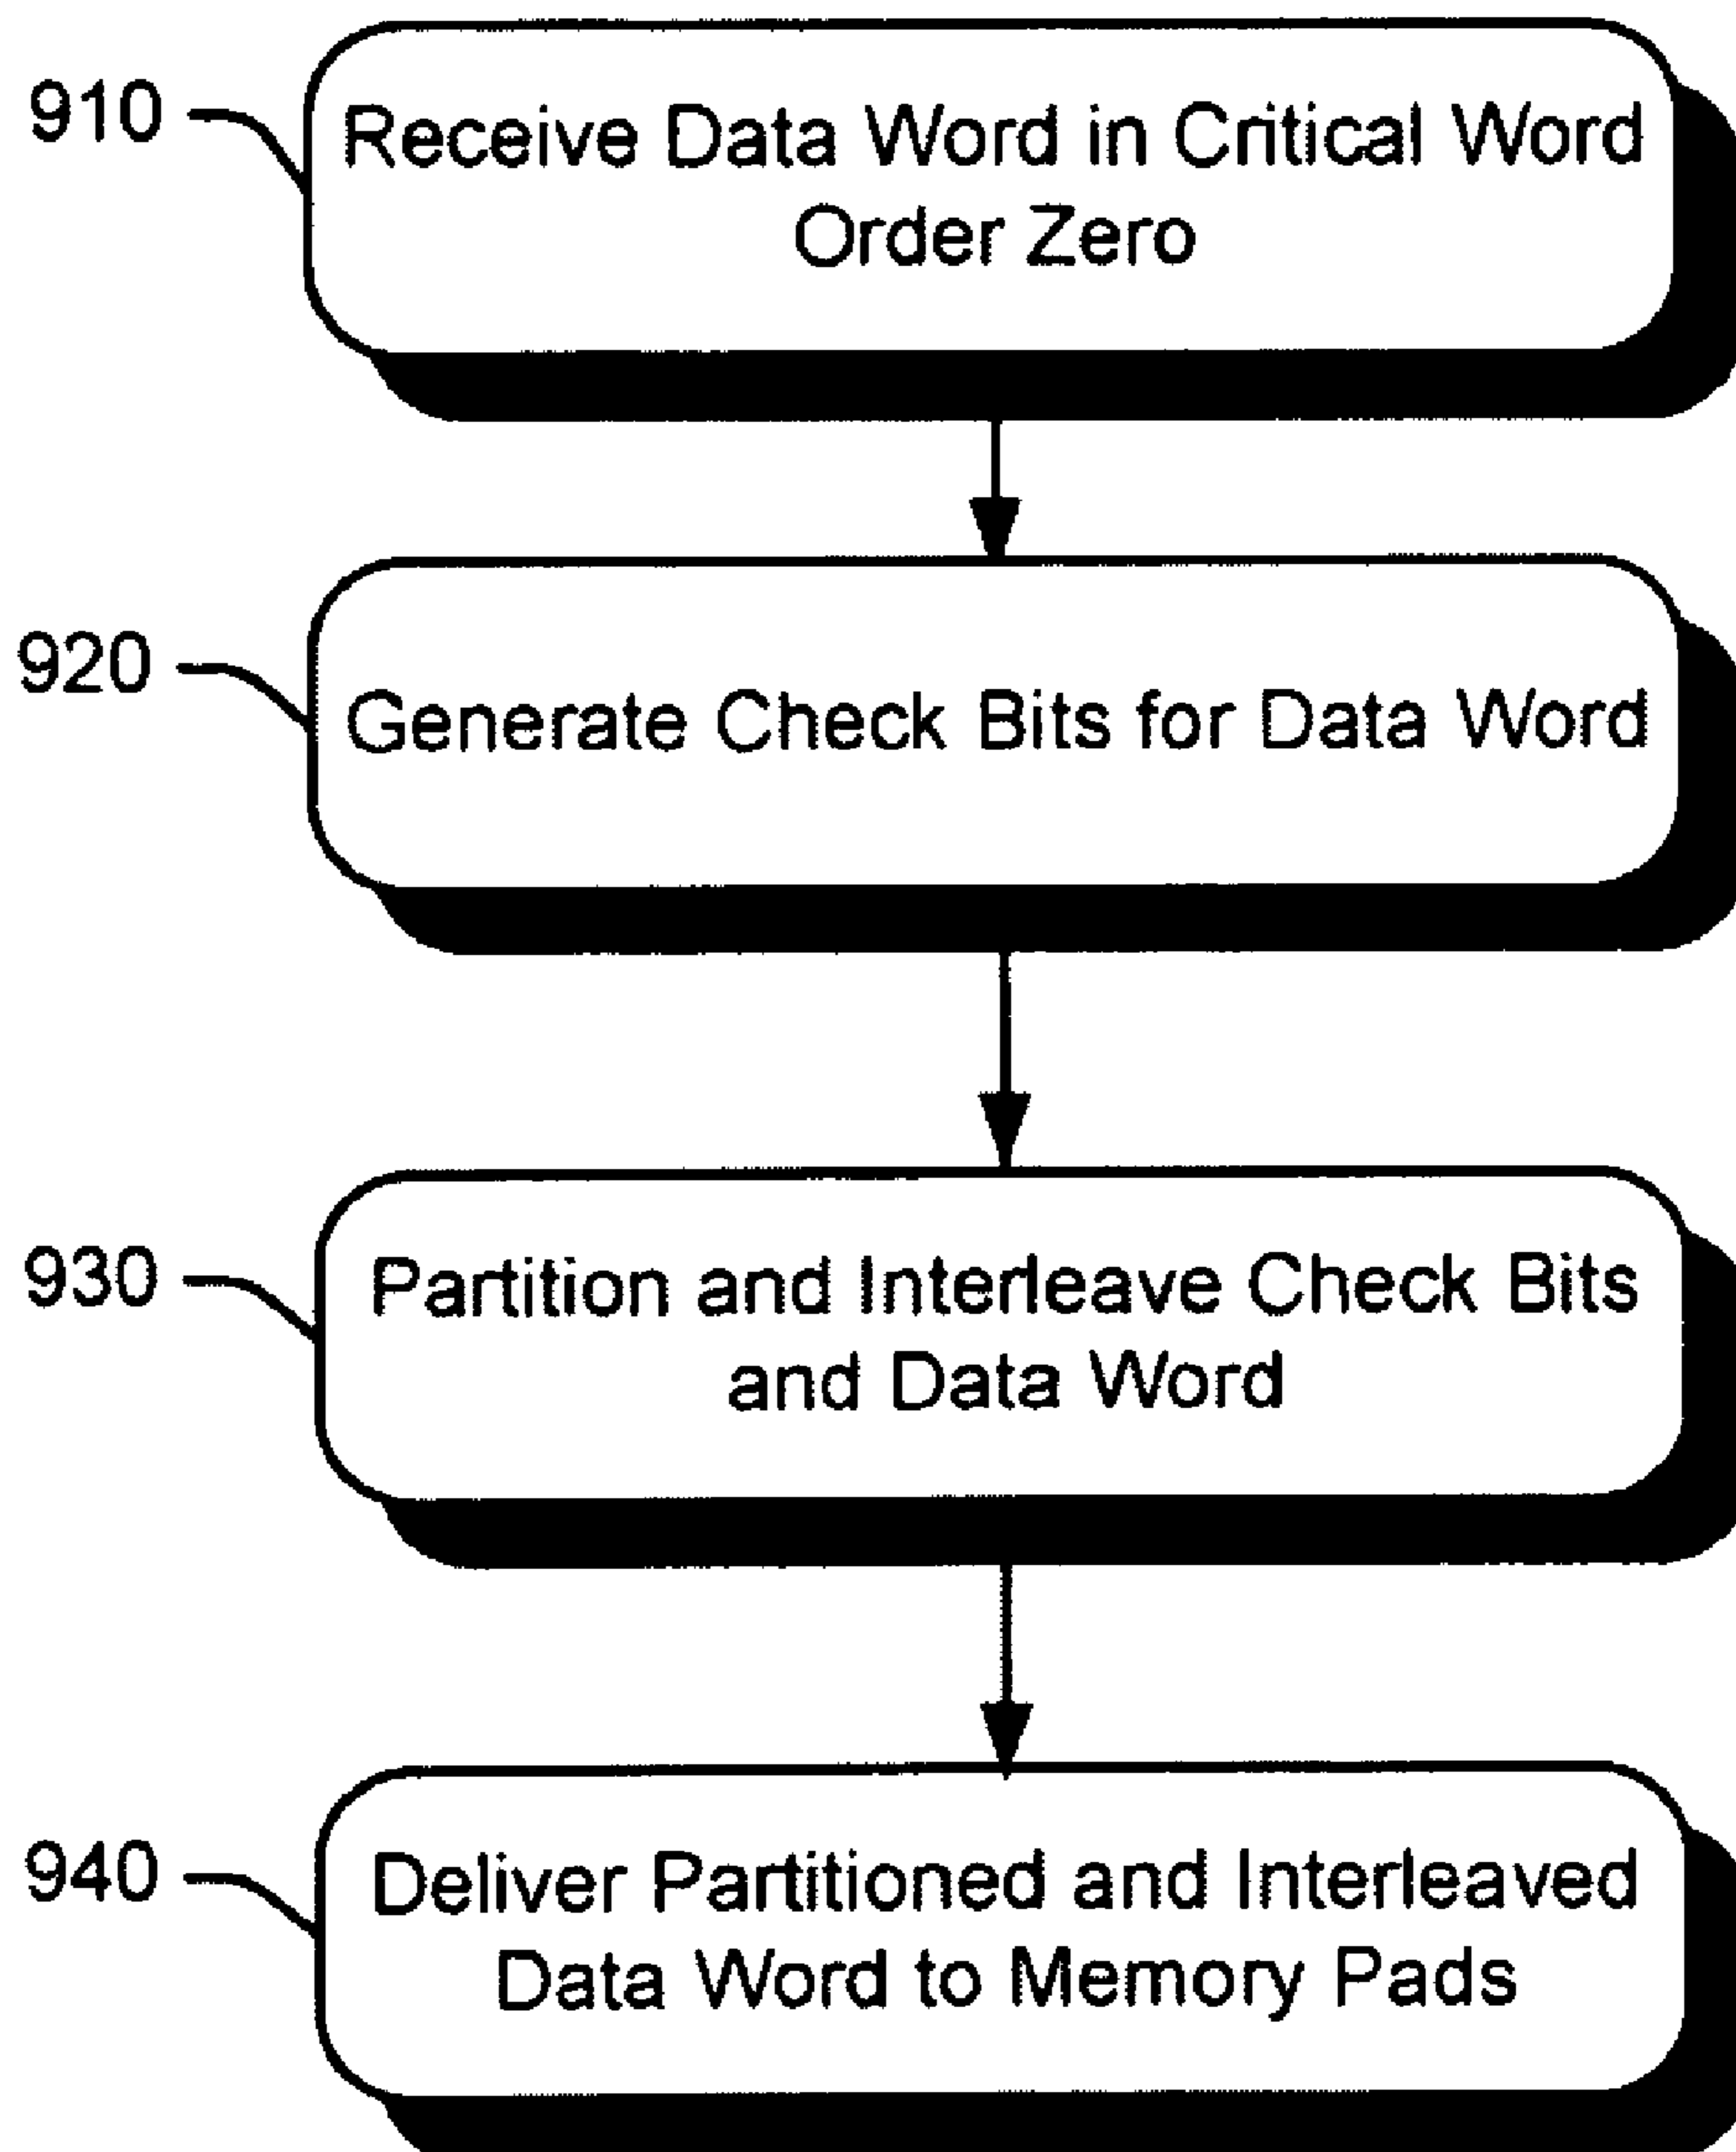 910
Receive Data Word in Critical Word
Order Zero
920
Generate Check Bits for Data Word
930
Partition and Interleave Check Bits
and Data Word
940
Deliver Partitioned and Interleaved
Data Word to Memory Pads